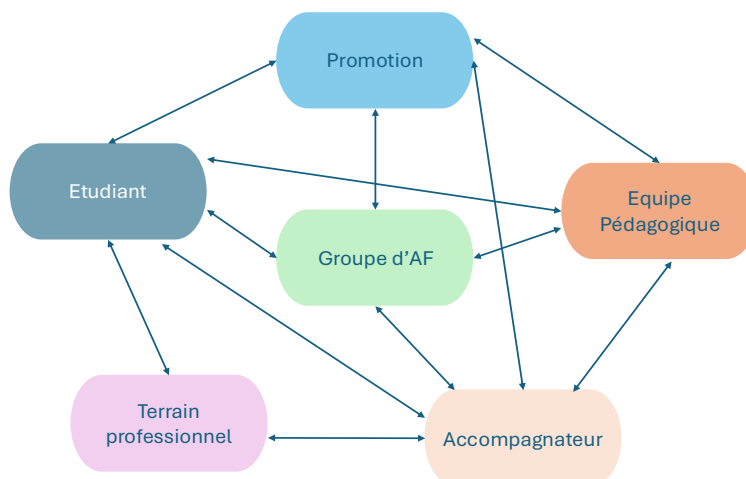 Promotion
Etudiant
Equipe
Pédagogique
Groupe d’AF
Terrain
professionnel
Accompagnateur